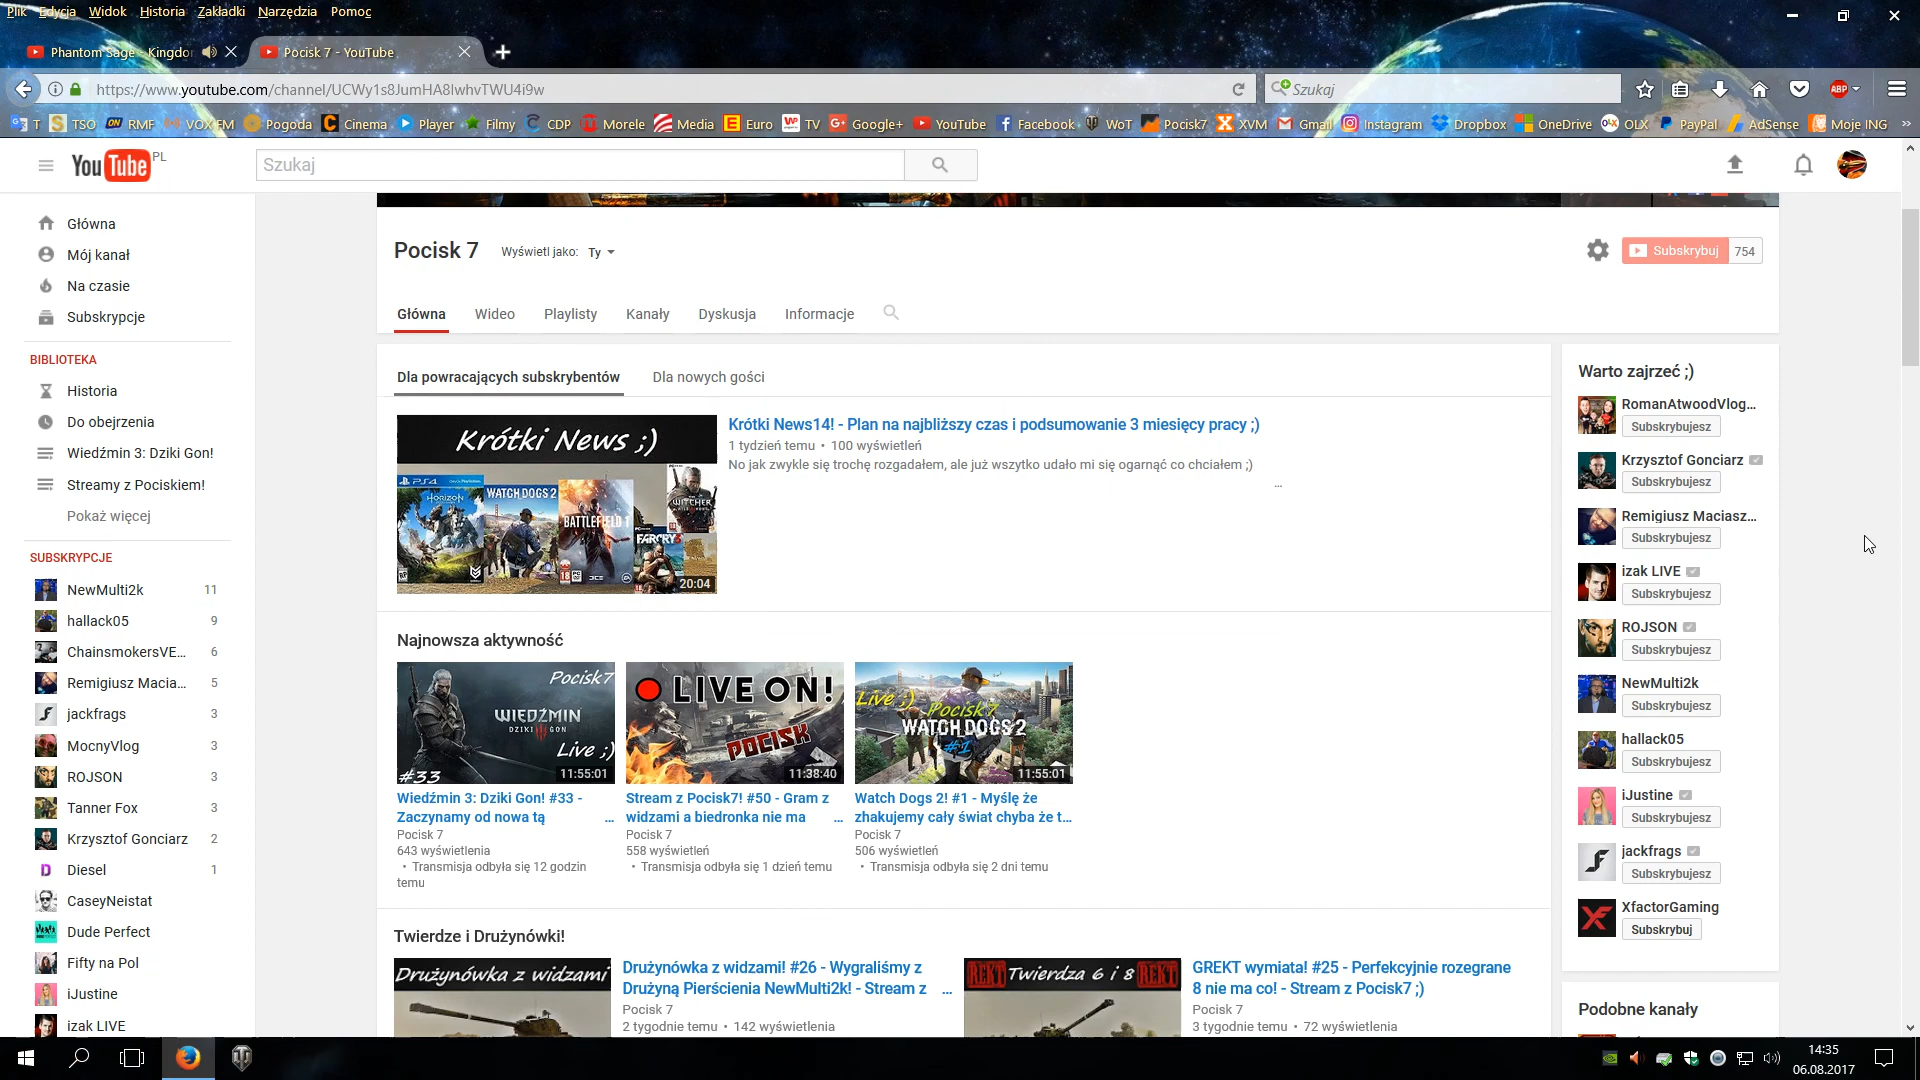 Plik Edycja Widok Historia Zakładki Narzędzia Pomoc
Phantom Sage - Kingdo
Pocisk 7 - YouTube
https://www.youtube.com/channel/UCWy1s8JumHA8IwhvTWU4i9w
Szukaj
ABP
T TSO RMF VOX FM Pogoda Cinema Player Filmy CDP Morele Media Euro TV Google+ YouTube Facebook WoT Pocisk7 XVM Gmail Instagram Dropbox OneDrive OLX PayPal AdSense Moje ING »
YouTube PL
Szukaj
Główna
Mój kanał
Na czasie
Subskrypcje
BIBLIOTEKA
Historia
Do obejrzenia
Wiedźmin 3: Dziki Gon!
Streamy z Pociskiem!
Pokaż więcej
SUBSKRYPCJE
NewMulti2k 11
hallack05 9
ChainsmokersVE... 6
Remigiusz Macia... 5
jackfrags 3
MocnyVlog 3
ROJSON 3
Tanner Fox 3
Krzysztof Gonciarz 2
Diesel 1
CaseyNeistat
Dude Perfect
Fifty na Pol
iJustine
izak LIVE
Pocisk 7 Wyświetl jako: Ty
Subskrybuj 754
Główna Wideo Playlisty Kanały Dyskusja Informacje
Dla powracających subskrybentów Dla nowych gości
Krótki News ;)
PS4
HORIZON
WATCH DOGS 2
BATTLEFIELD 1
WITCHER
FARCRY3
20:04
Krótki News14! - Plan na najbliższy czas i podsumowanie 3 miesięcy pracy ;)
1 tydzień temu • 100 wyświetleń
No jak zwykle się trochę rozgadałem, ale już wszytko udało mi się ogarnąć co chciałem ;)
...
Najnowsza aktywność
Pocisk7
WIEDŹMIN
DZIKI GON
Live ;)
#33
11:55:01
Wiedźmin 3: Dziki Gon! #33 -
Zaczynamy od nowa tą ...
Pocisk 7
643 wyświetlenia
• Transmisja odbyła się 12 godzin
temu
LIVE ON!
POCISK
11:38:40
Stream z Pocisk7! #50 - Gram z
widzami a biedronka nie ma ...
Pocisk 7
558 wyświetleń
• Transmisja odbyła się 1 dzień temu
Live ;)
Pocisk7
WATCH DOGS 2
#1
11:55:01
Watch Dogs 2! #1 - Myślę że
zhakujemy cały świat chyba że t...
Pocisk 7
506 wyświetleń
• Transmisja odbyła się 2 dni temu
Twierdze i Drużynówki!
Drużynówka z widzami
Drużynówka z widzami! #26 - Wygraliśmy z
Drużyną Pierścienia NewMulti2k! - Stream z ...
Pocisk 7
2 tygodnie temu • 142 wyświetlenia
REKT Twierdza 6 i 8 REKT
GREKT wymiata! #25 - Perfekcyjnie rozegrane
8 nie ma co! - Stream z Pocisk7 ;)
Pocisk 7
3 tygodnie temu • 72 wyświetlenia
Warto zajrzeć ;)
RomanAtwoodVlog...
Subskrybujesz
Krzysztof Gonciarz
Subskrybujesz
Remigiusz Maciasz...
Subskrybujesz
izak LIVE
Subskrybujesz
ROJSON
Subskrybujesz
NewMulti2k
Subskrybujesz
hallack05
Subskrybujesz
iJustine
Subskrybujesz
jackfrags
Subskrybujesz
XfactorGaming
Subskrybuj
Podobne kanały
14:35
06.08.2017